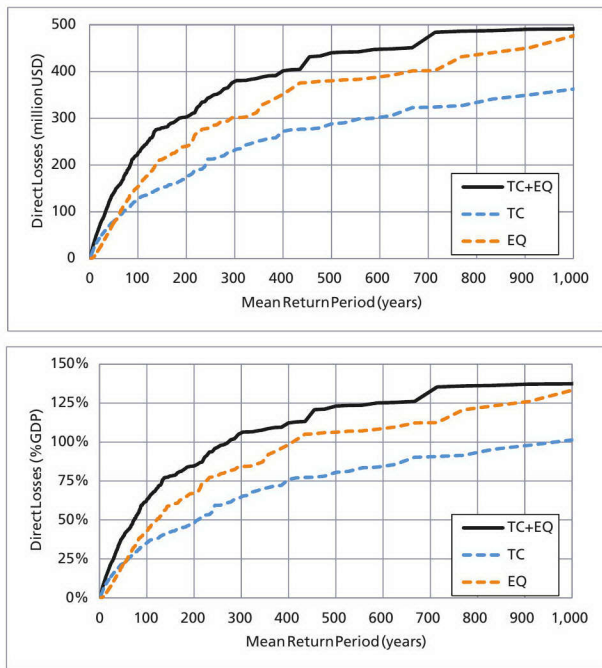 500
400
300
200
100
0
Direct Losses (million USD)
TC+EQ
TC
EQ
0 100 200 300 400 500 600 700 800 900 1,000
Mean Return Period (years)
150%
125%
100%
75%
50%
25%
0%
Direct Losses (%GDP)
TC+EQ
TC
EQ
0 100 200 300 400 500 600 700 800 900 1,000
Mean Return Period (years)